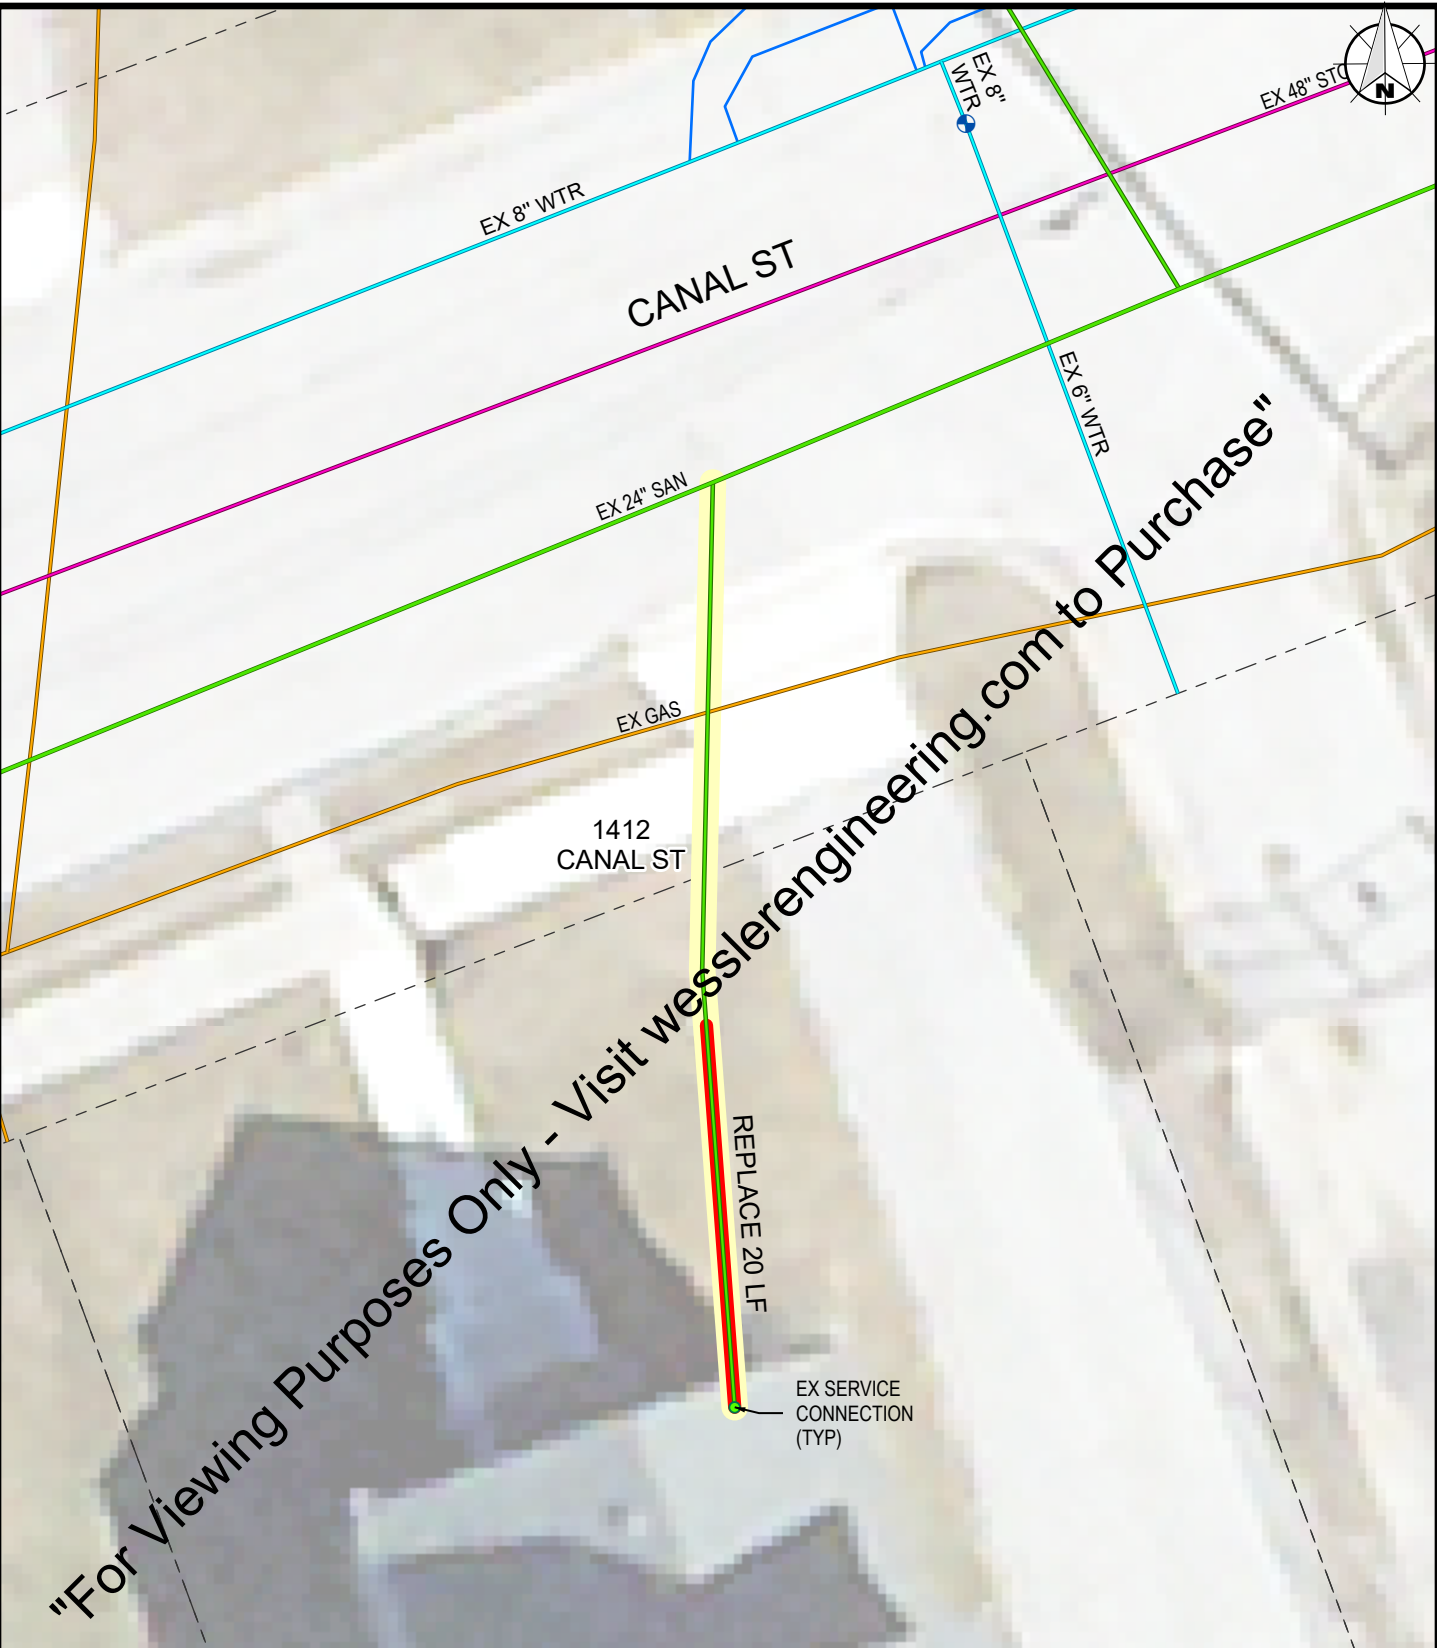 EX 8"
WTR
EX 48"
N
EX 8" WTR
CANAL ST
EX 6" WTR
EX 24" SAN
EX GAS
1412
CANAL ST
REPLACE 20 LF
EX SERVICE
CONNECTION
(TYP)
"For Viewing Purposes Only - Visit wesslerengineering.com to Purchase"